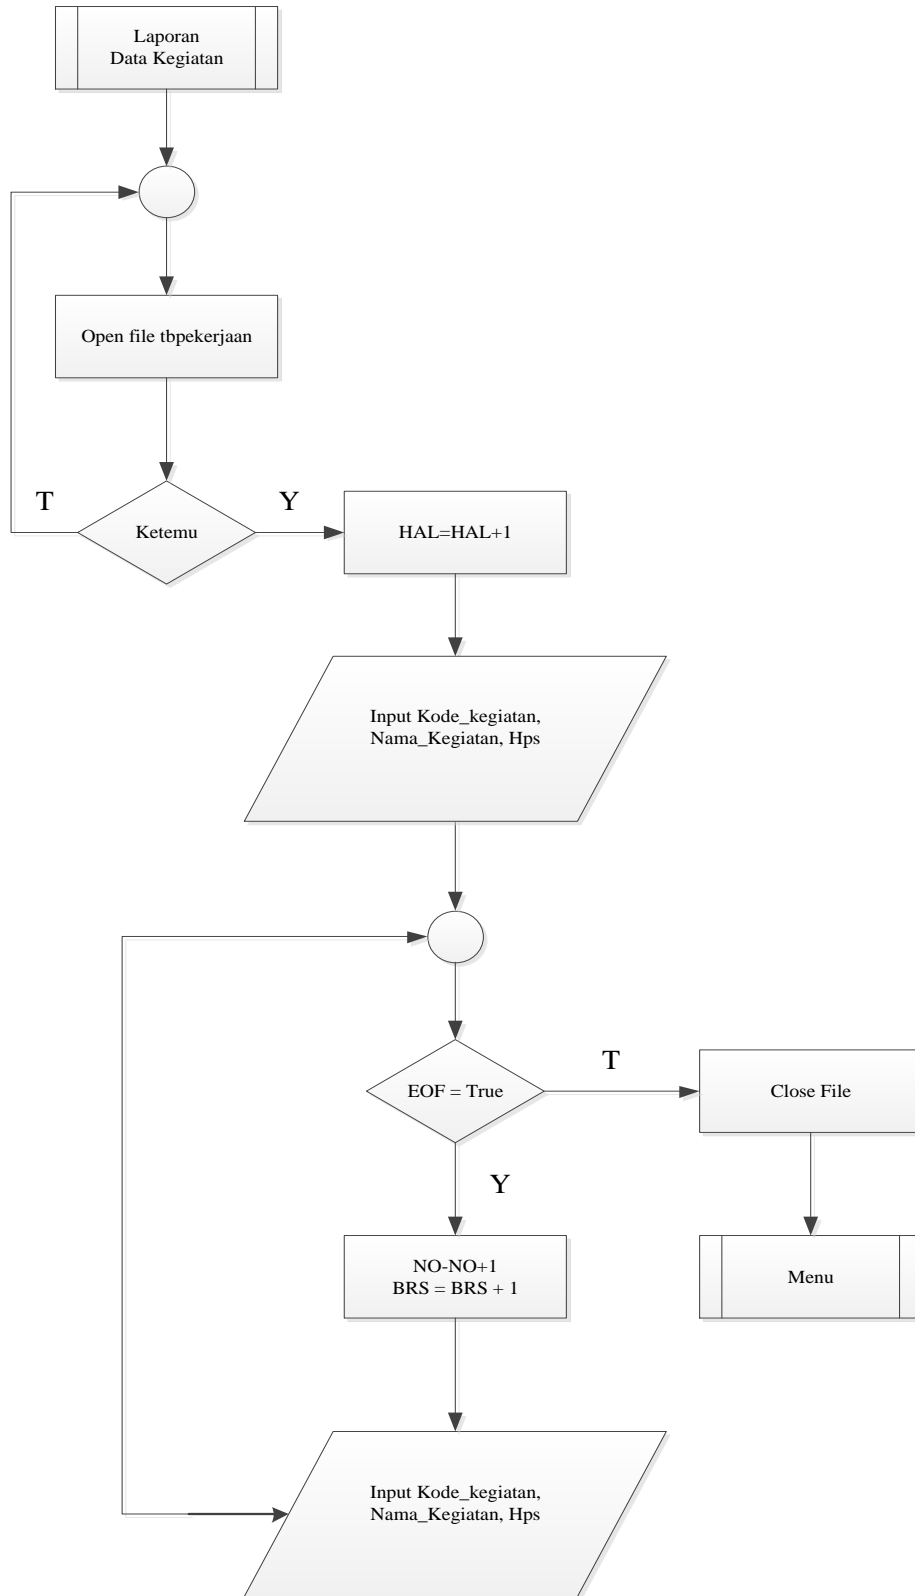 Laporan
Data Kegiatan
Open file tbpekerjaan
T
Y
Ketemu
HAL=HAL+1
Input Kode_kegiatan,
Nama_Kegiatan, Hps
T
EOF = True
Close File
Y
NO-NO+1
BRS = BRS + 1
Menu
Input Kode_kegiatan,
Nama_Kegiatan, Hps